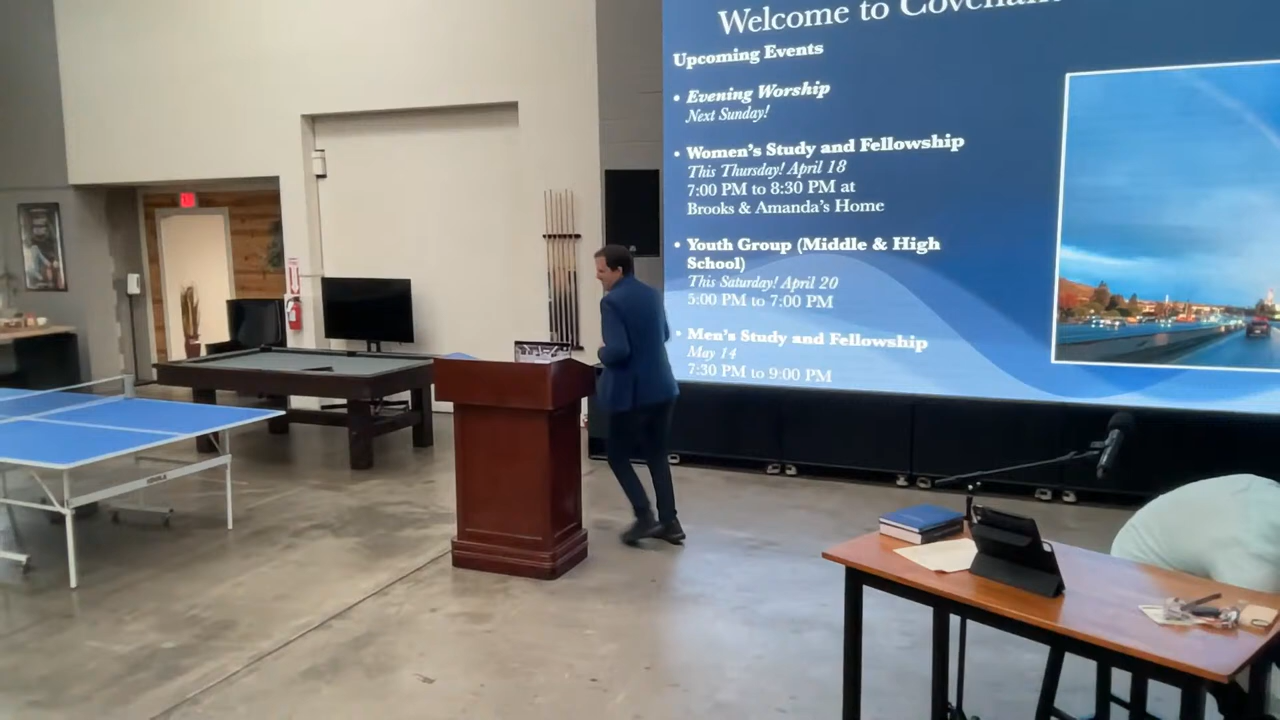 Welcome to Covenant
Upcoming Events
• Evening Worship
Next Sunday!
• Women's Study and Fellowship
This Thursday! April 18
7:00 PM to 8:30 PM at
Brooks & Amanda's Home
• Youth Group (Middle & High
School)
This Saturday! April 20
5:00 PM to 7:00 PM
• Men's Study and Fellowship
May 14
7:30 PM to 9:00 PM